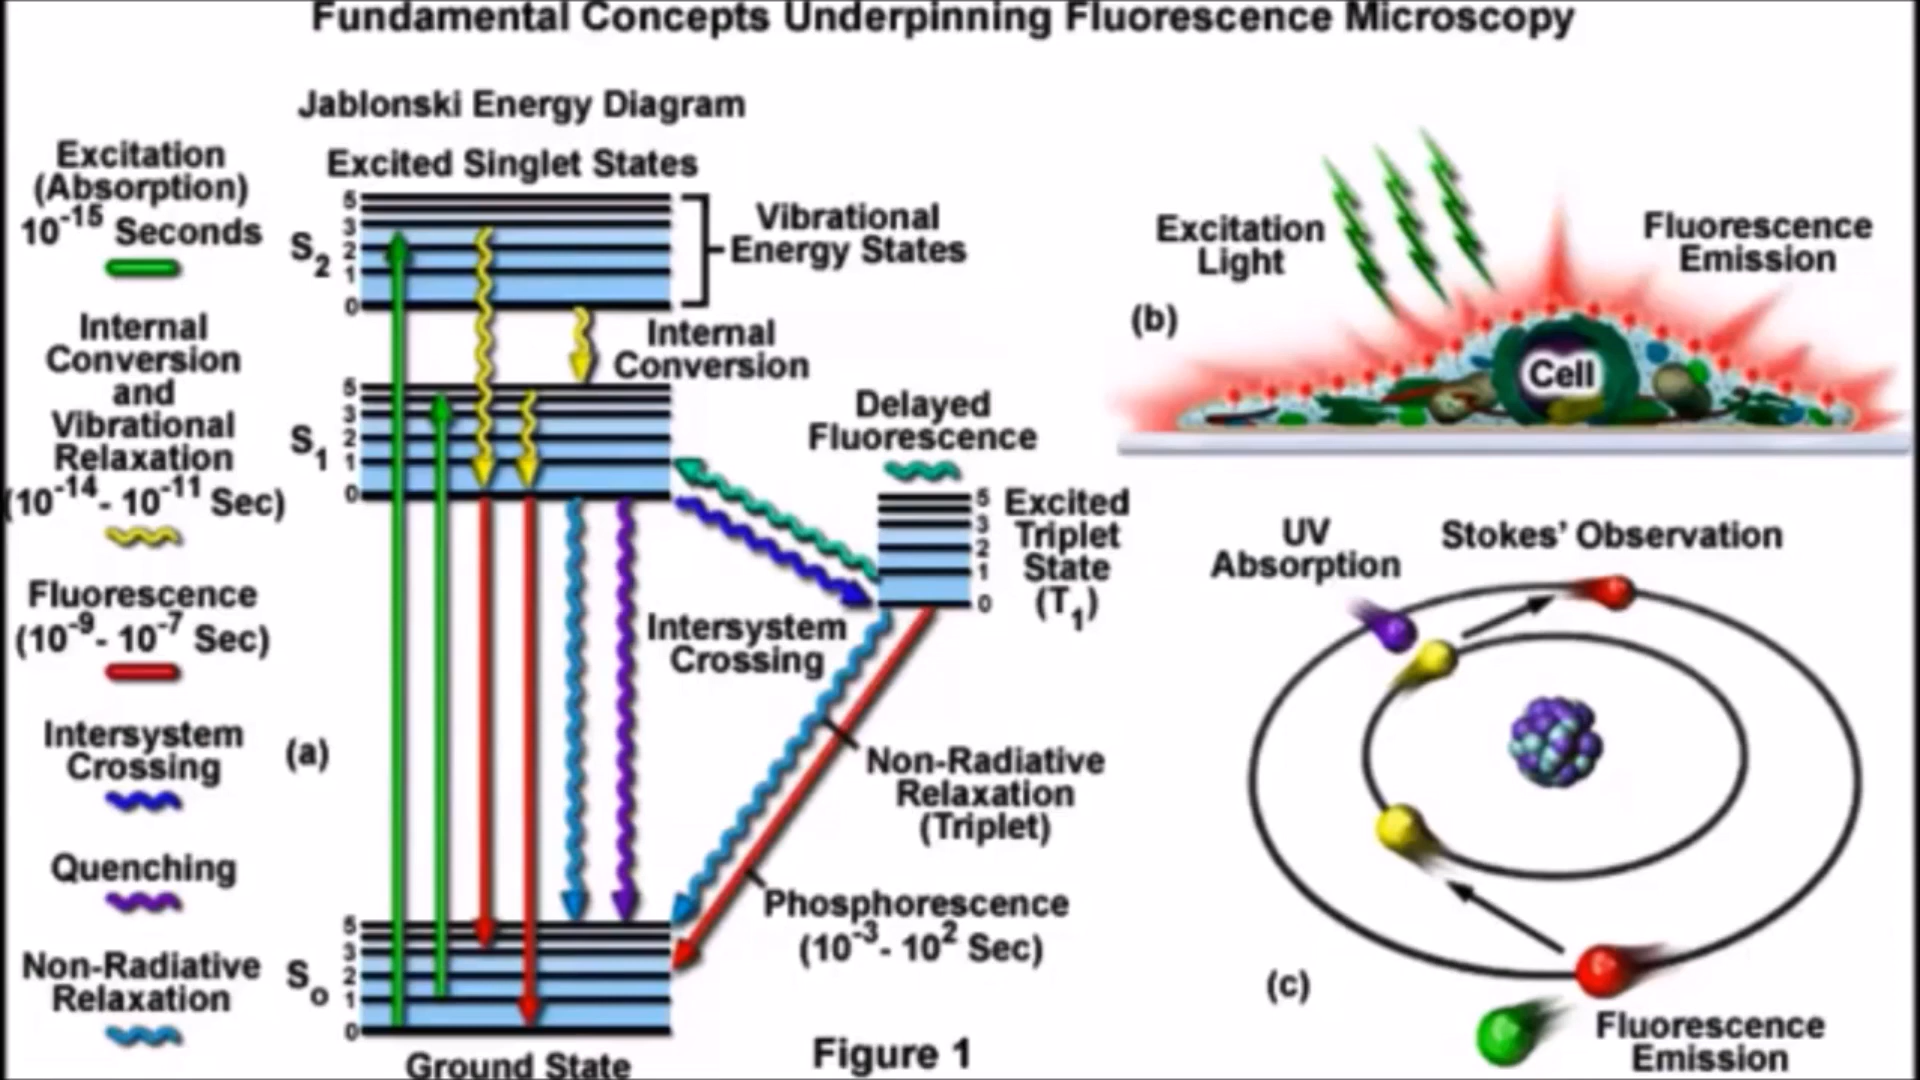 Fundamental Concepts Underpinning Fluorescence Microscopy
Jablonski Energy Diagram
Excitation
(Absorption)
10-15 Seconds
Internal
Conversion
and
Vibrational
Relaxation
(10-14- 10-11 Sec)
Fluorescence
(10-9- 10-7 Sec)
Intersystem
Crossing
Quenching
Non-Radiative
Relaxation
(a)
Excited Singlet States
S2
5
3
2
1
0
Vibrational
Energy States
Internal
Conversion
S1
5
3
2
1
0
Delayed
Fluorescence
5
3
2
1
0
Excited
Triplet
State
(T1)
Intersystem
Crossing
Non-Radiative
Relaxation
(Triplet)
Phosphorescence
(10-3- 102 Sec)
So
5
3
2
1
0
Ground State
Figure 1
Excitation
Light
Fluorescence
Emission
(b)
Cell
UV
Absorption
Stokes’ Observation
(c)
Fluorescence
Emission